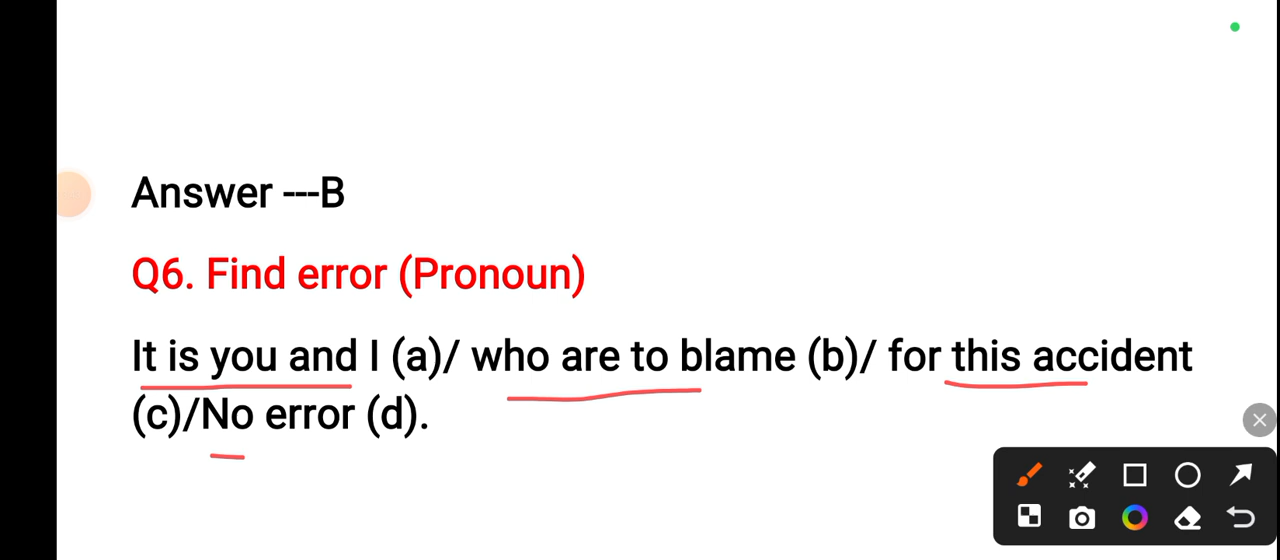 Answer ---B
Q6. Find error (Pronoun)
It is you and I (a)/ who are to blame (b)/ for this accident
(c)/No error (d).